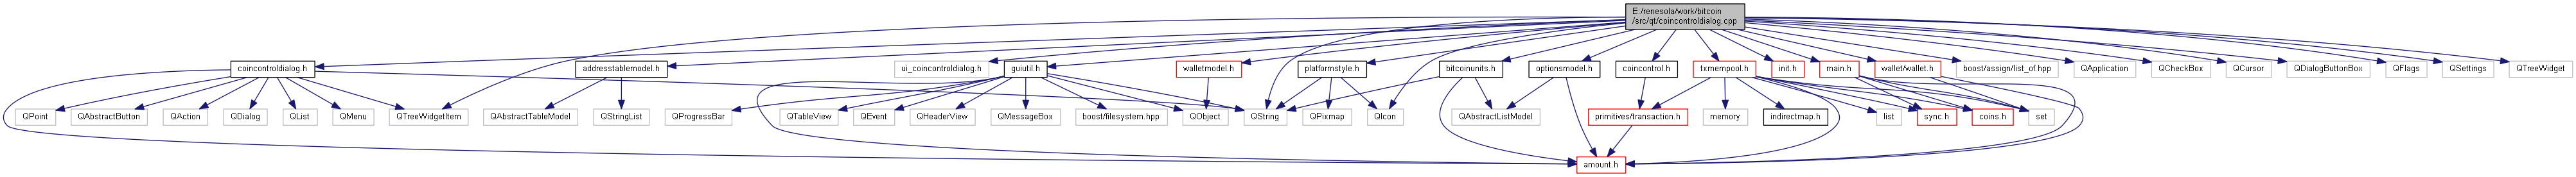 E:/renesola/work/bitcoin
/src/qt/coincontroldialog.cpp
coincontroldialog.h
addresstablemodel.h
ui_coincontroldialog.h
guiutil.h
walletmodel.h
platformstyle.h
bitcoinunits.h
optionsmodel.h
coincontrol.h
txmempool.h
init.h
main.h
wallet/wallet.h
boost/assign/list_of.hpp
QApplication
QCheckBox
QCursor
QDialogButtonBox
QFlags
QSettings
QTreeWidget
QPoint
QAbstractButton
QAction
QDialog
QList
QMenu
QTreeWidgetItem
QAbstractTableModel
QStringList
QProgressBar
QTableView
QEvent
QHeaderView
QMessageBox
boost/filesystem.hpp
QObject
QString
QPixmap
QIcon
QAbstractListModel
primitives/transaction.h
memory
indirectmap.h
list
sync.h
coins.h
set
amount.h